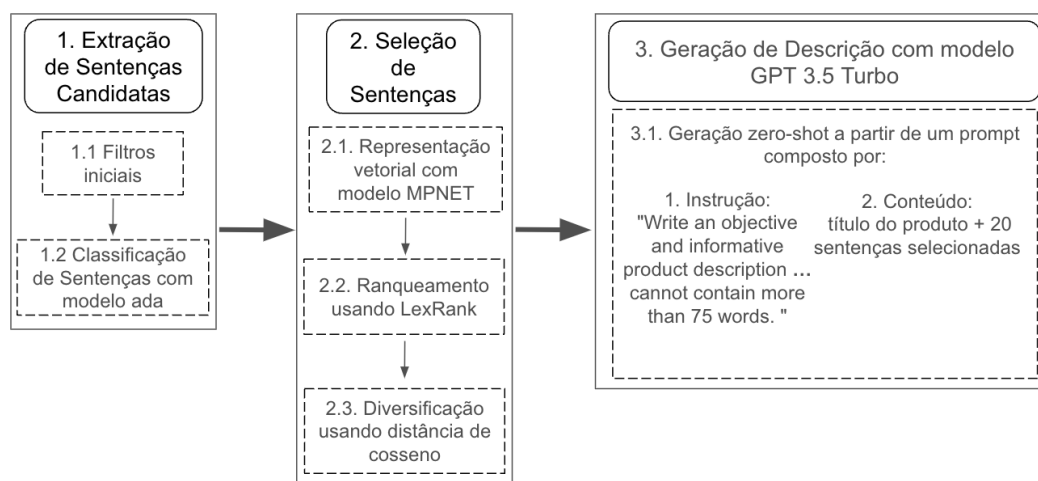 1. Extração
de Sentenças
Candidatas
1.1 Filtros
iniciais
1.2 Classificação
de Sentenças com
modelo ada
2. Seleção
de
Sentenças
2.1. Representação
vetorial com
modelo MPNET
2.2. Ranqueamento
usando LexRank
2.3. Diversificação
usando distância de
cosseno
3. Geração de Descrição com modelo
GPT 3.5 Turbo
3.1. Geração zero-shot a partir de um prompt
composto por:
1. Instrução:
"Write an objective
and informative
product description ...
cannot contain more
than 75 words. "
2. Conteúdo:
título do produto + 20
sentenças selecionadas